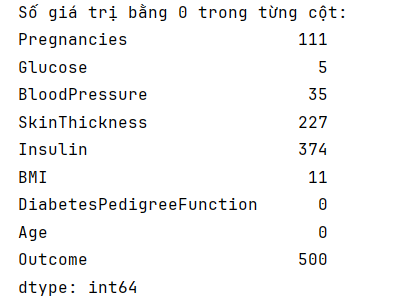 Số giá trị bằng 0 trong từng cột:
Pregnancies                 111
Glucose                       5
BloodPressure                35
SkinThickness               227
Insulin                     374
BMI                          11
DiabetesPedigreeFunction      0
Age                           0
Outcome                     500
dtype: int64